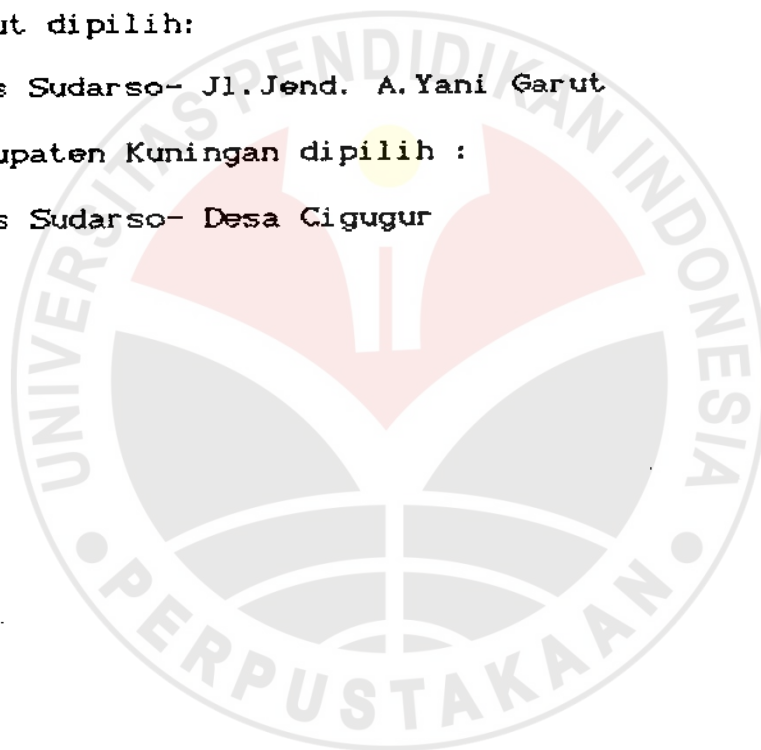 ut dipilih:
s Sudarso- Jl.Jend. A.Yani Garut
upaten Kuningan dipilih :
s Sudarso- Desa Cigugur
UNIVERSITAS PENDIDIKAN INDONESIA
PERPUSTAKAAN